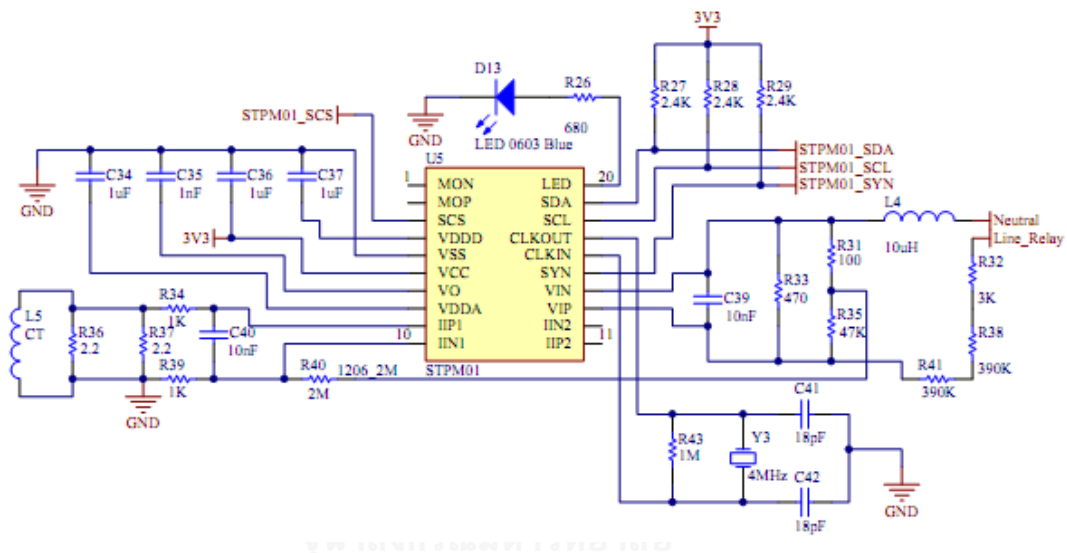 3V3
D13
R26
680
LED 0603 Blue
GND
R27
2.4K
R28
2.4K
R29
2.4K
STPM01_SCS
STPM01_SDA
STPM01_SCL
STPM01_SYN
C34
1uF
C35
1nF
C36
1uF
C37
1uF
GND
3V3
U5
1
20
10
11
MON
MOP
SCS
VDDD
VSS
VCC
VO
VDDA
IIP1
IIN1
LED
SDA
SCL
CLKOUT
CLKIN
SYN
VIN
VIP
IIN2
IIP2
STPM01
L4
10uH
Neutral
Line_Relay
R31
100
R32
3K
R33
470
R35
47K
R38
390K
C39
10nF
R41
390K
L5
CT
R36
2.2
R37
2.2
R34
1K
C40
10nF
R39
1K
GND
R40
2M
1206_2M
C41
18pF
R43
1M
Y3
4MHz
C42
18pF
GND